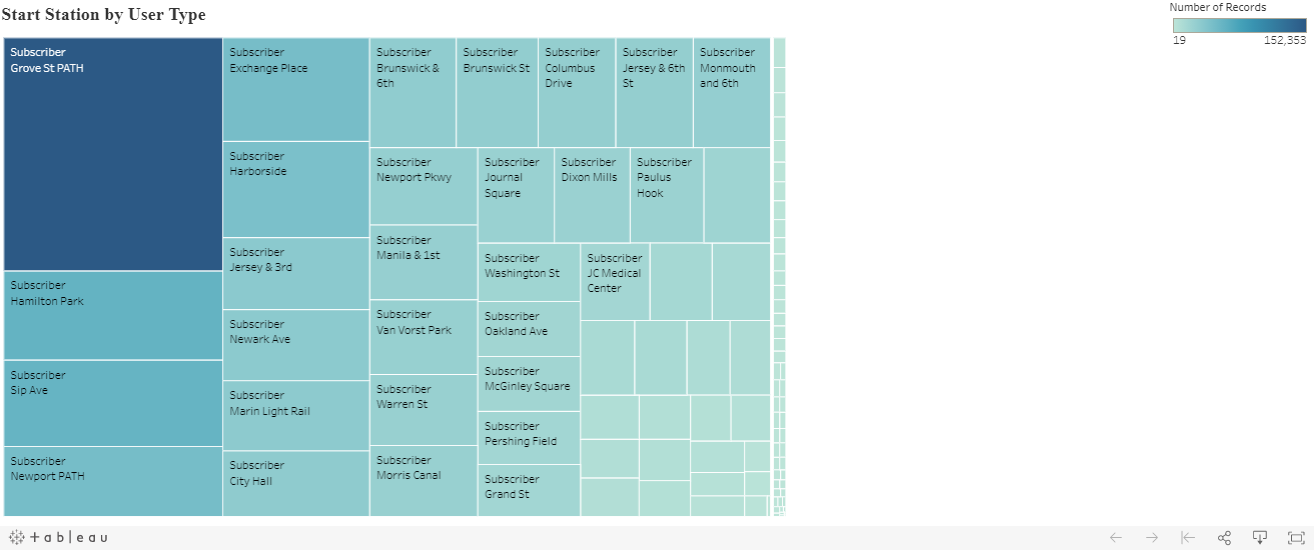 Start Station by User Type
Number of Records
19
152,353
Subscriber
Grove St PATH
Subscriber
Hamilton Park
Subscriber
Sip Ave
Subscriber
Newport PATH
Subscriber
Exchange Place
Subscriber
Harborside
Subscriber
Jersey & 3rd
Subscriber
Newark Ave
Subscriber
Marin Light Rail
Subscriber
City Hall
Subscriber
Brunswick &
6th
Subscriber
Brunswick St
Subscriber
Columbus
Drive
Subscriber
Jersey & 6th
St
Subscriber
Monmouth
and 6th
Subscriber
Newport Pkwy
Subscriber
Manila & 1st
Subscriber
Van Vorst Park
Subscriber
Warren St
Subscriber
Morris Canal
Subscriber
Journal
Square
Subscriber
Dixon Mills
Subscriber
Paulus
Hook
Subscriber
Washington St
Subscriber
JC Medical
Center
Subscriber
Oakland Ave
Subscriber
McGinley Square
Subscriber
Pershing Field
Subscriber
Grand St
+ableau